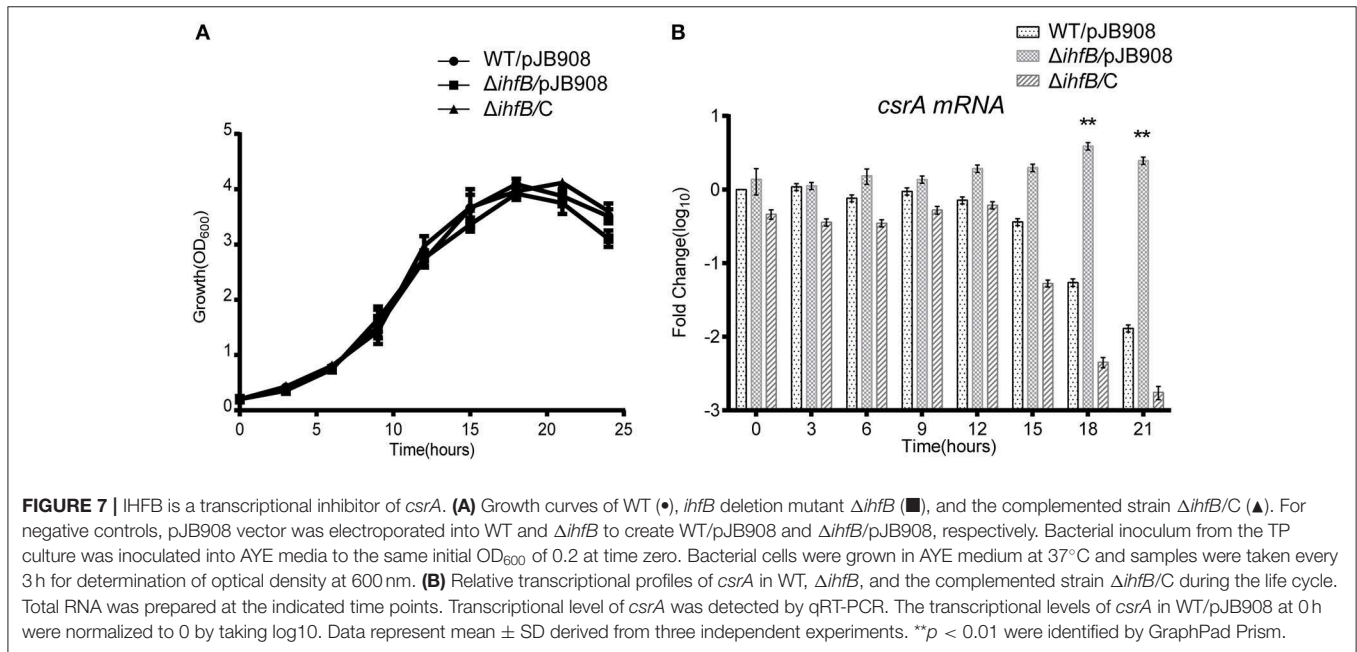 A
WT/pJB908
ΔihfB/pJB908
ΔihfB/C
Growth(OD600)
5
4
3
2
1
0
0 5 10 15 20 25
Time(hours)
B
WT/pJB908
ΔihfB/pJB908
ΔihfB/C
csrA mRNA
** **
Fold Change(log10)
1
0
-1
-2
-3
0 3 6 9 12 15 18 21
Time(hours)
FIGURE 7 | IHFB is a transcriptional inhibitor of csrA. (A) Growth curves of WT (●), ihfB deletion mutant ΔihfB (■), and the complemented strain ΔihfB/C (▲). For
negative controls, pJB908 vector was electroporated into WT and ΔihfB to create WT/pJB908 and ΔihfB/pJB908, respectively. Bacterial inoculum from the TP
culture was inoculated into AYE media to the same initial OD600 of 0.2 at time zero. Bacterial cells were grown in AYE medium at 37°C and samples were taken every
3 h for determination of optical density at 600 nm. (B) Relative transcriptional profiles of csrA in WT, ΔihfB, and the complemented strain ΔihfB/C during the life cycle.
Total RNA was prepared at the indicated time points. Transcriptional level of csrA was detected by qRT-PCR. The transcriptional levels of csrA in WT/pJB908 at 0 h
were normalized to 0 by taking log10. Data represent mean ± SD derived from three independent experiments. **p < 0.01 were identified by GraphPad Prism.